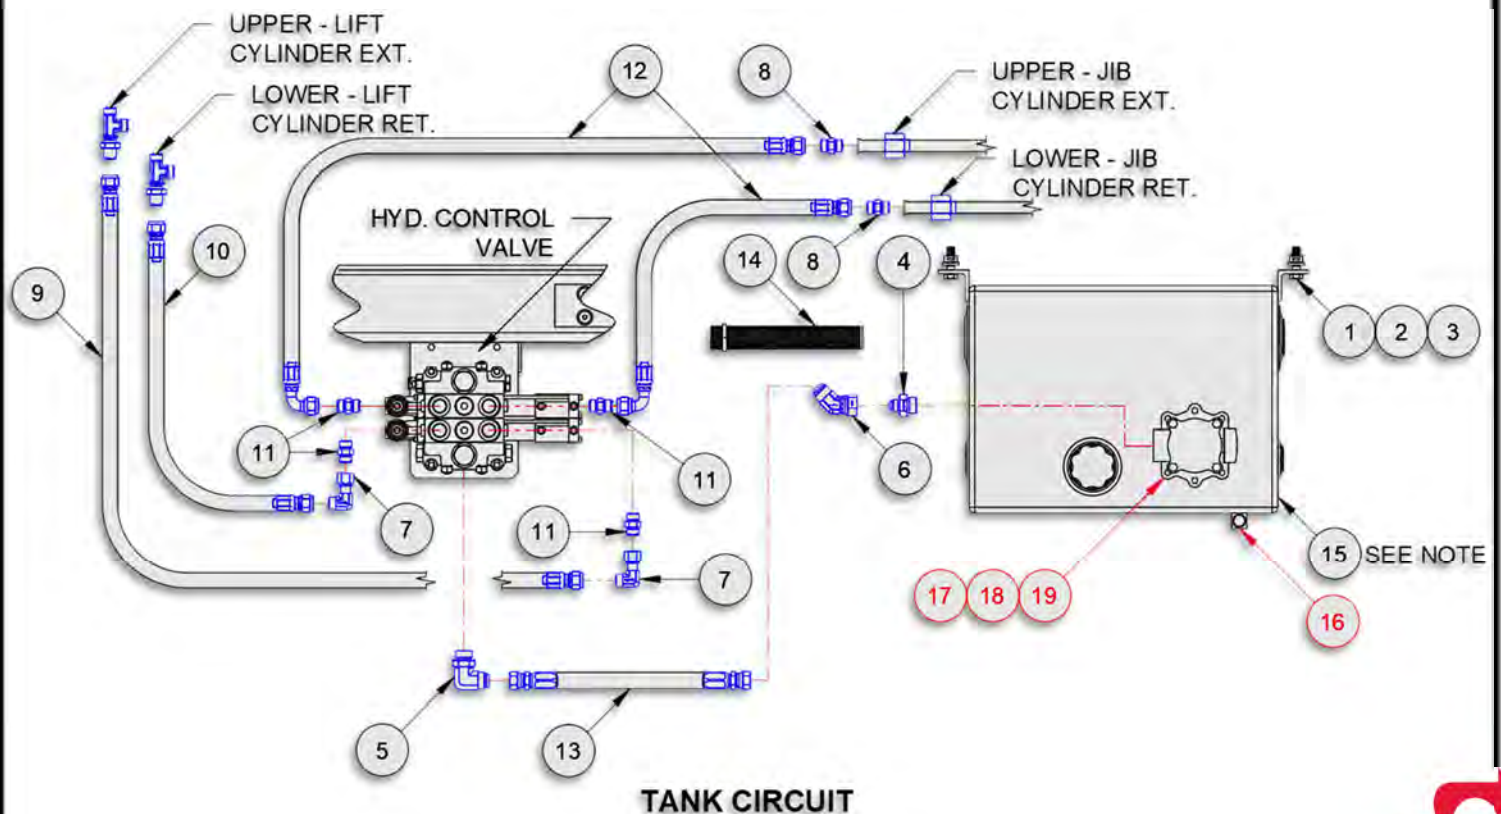 UPPER - LIFT
CYLINDER EXT.
LOWER - LIFT
CYLINDER RET.
12
8
UPPER - JIB
CYLINDER EXT.
LOWER - JIB
CYLINDER RET.
HYD. CONTROL
VALVE
9
10
14
8
4
1
2
3
11
11
6
7
11
7
15 SEE NOTE
17
18
19
16
5
13
TANK CIRCUIT